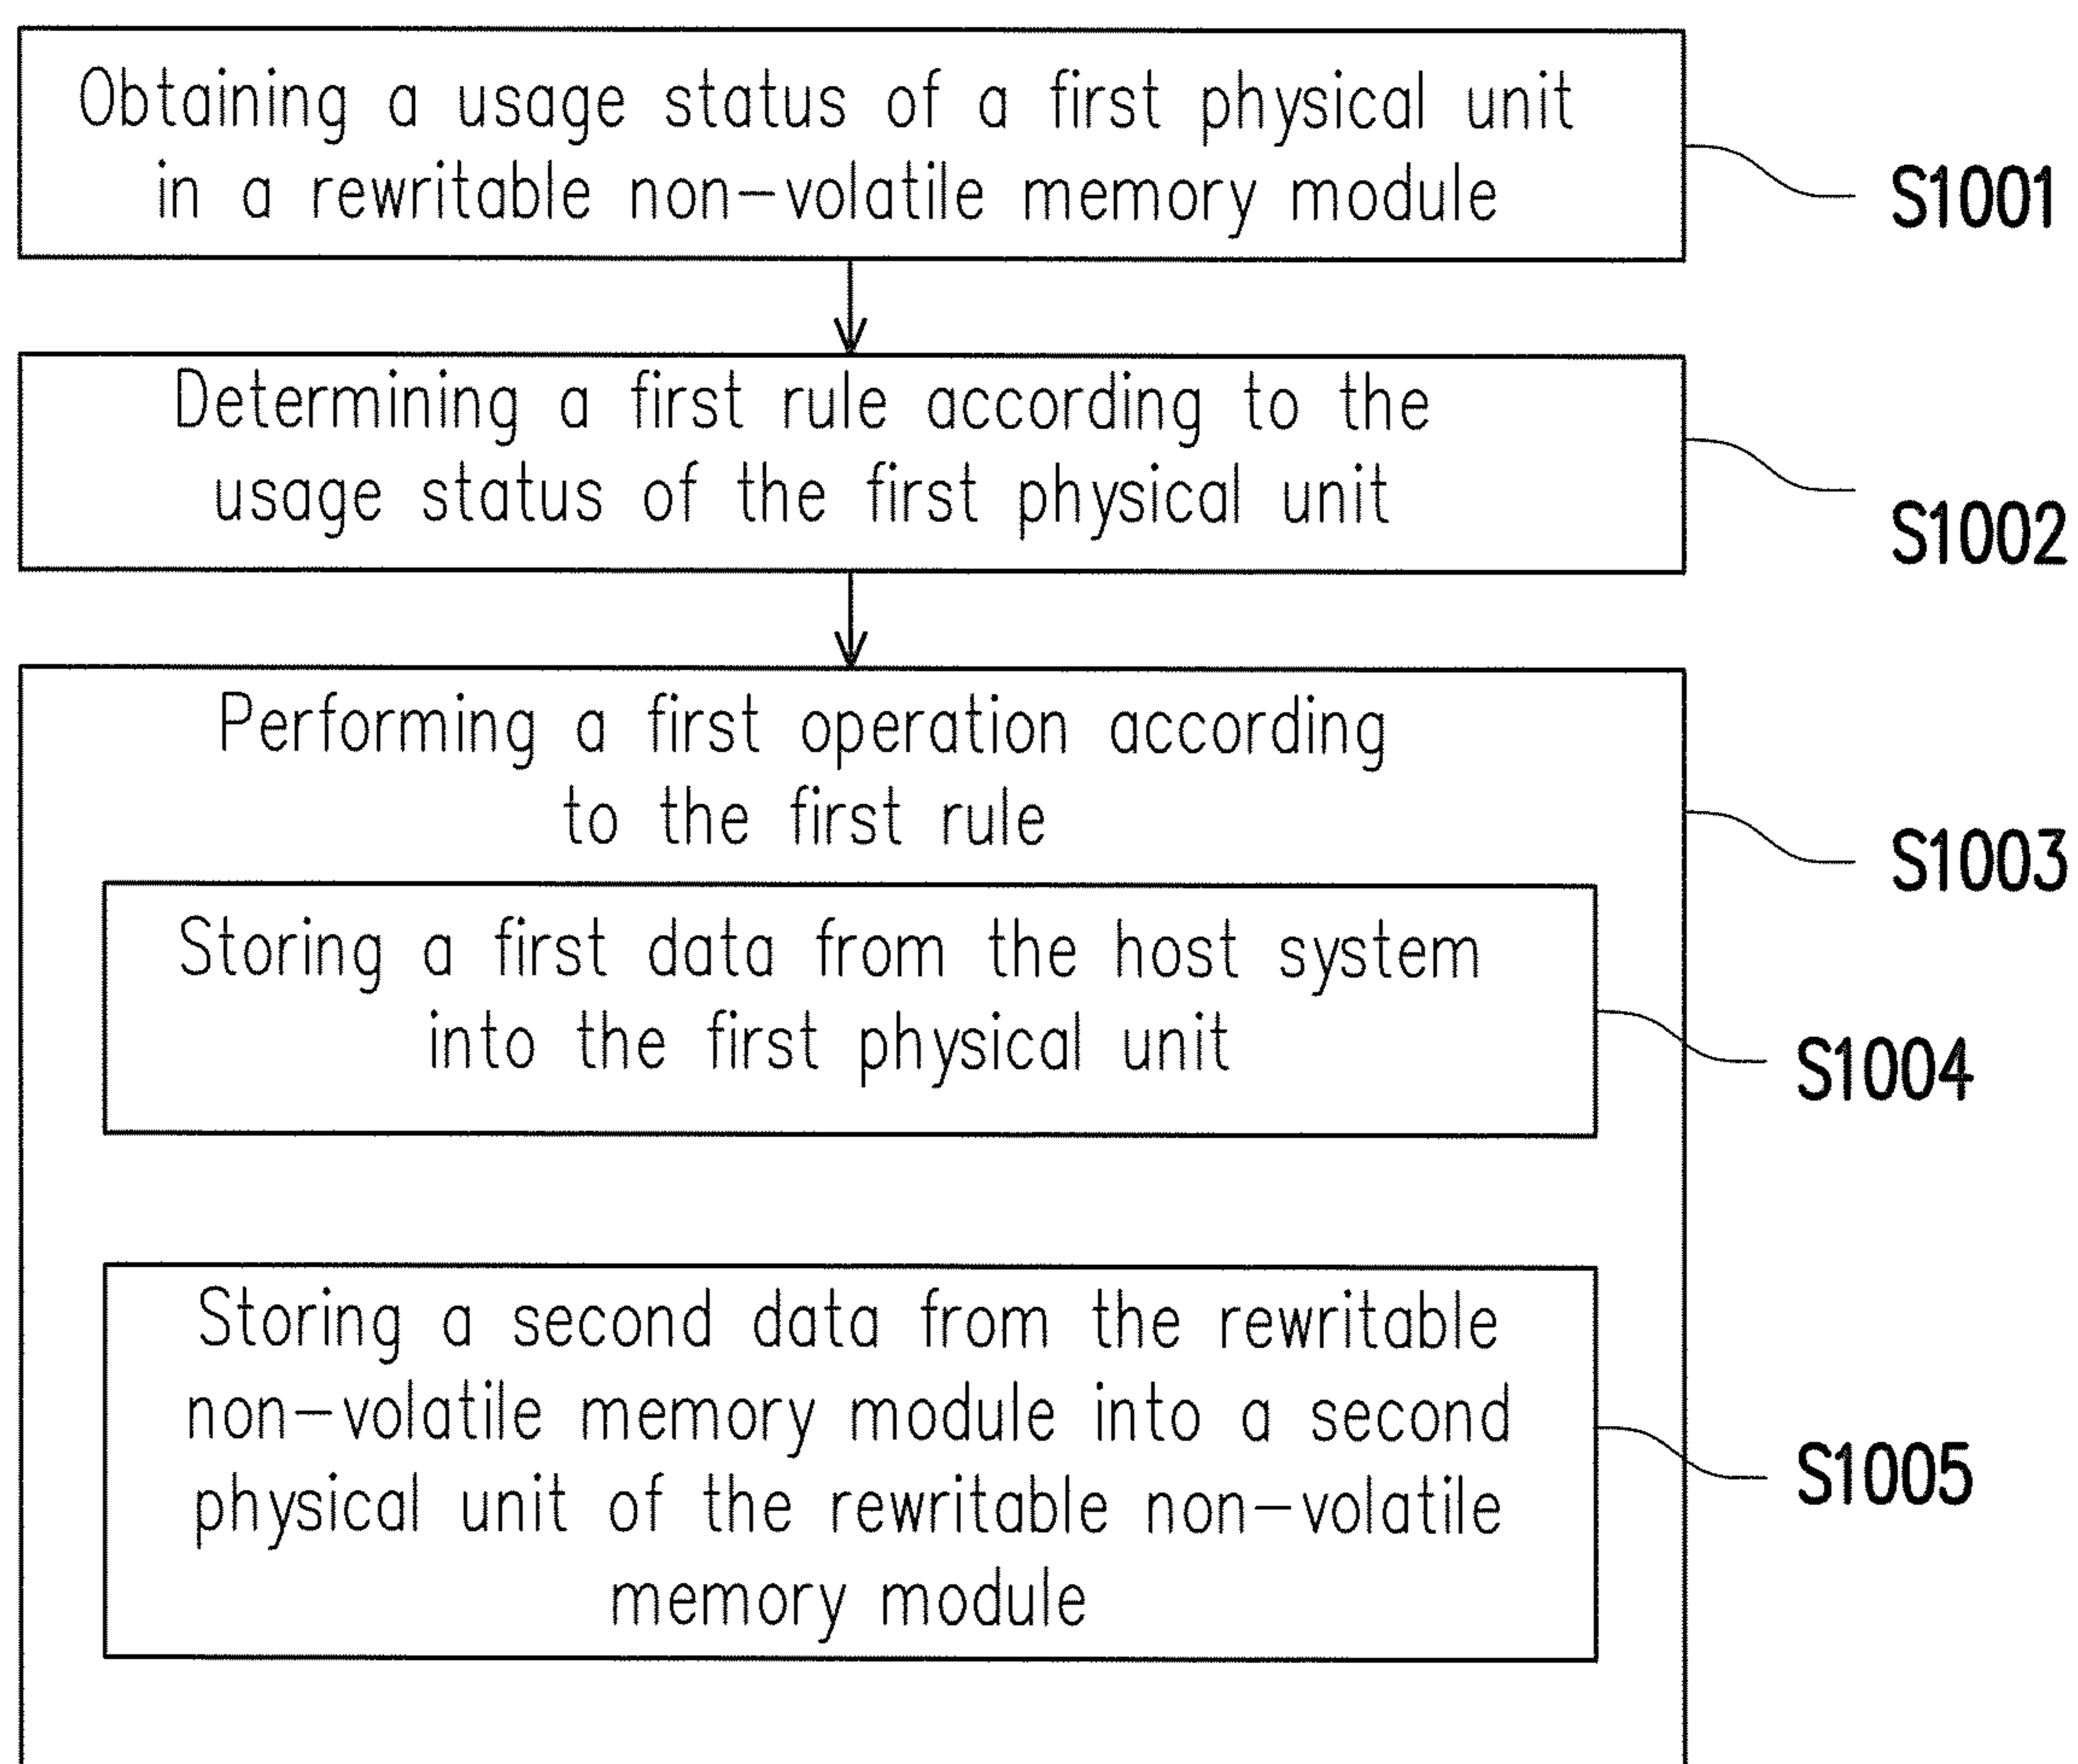 Obtaining a usage status of a first physical unit
in a rewritable non-volatile memory module
S1001
Determining a first rule according to the
usage status of the first physical unit
S1002
Performing a first operation according
to the first rule
S1003
Storing a first data from the host system
into the first physical unit
S1004
Storing a second data from the rewritable
non-volatile memory module into a second
physical unit of the rewritable non-volatile
memory module
S1005